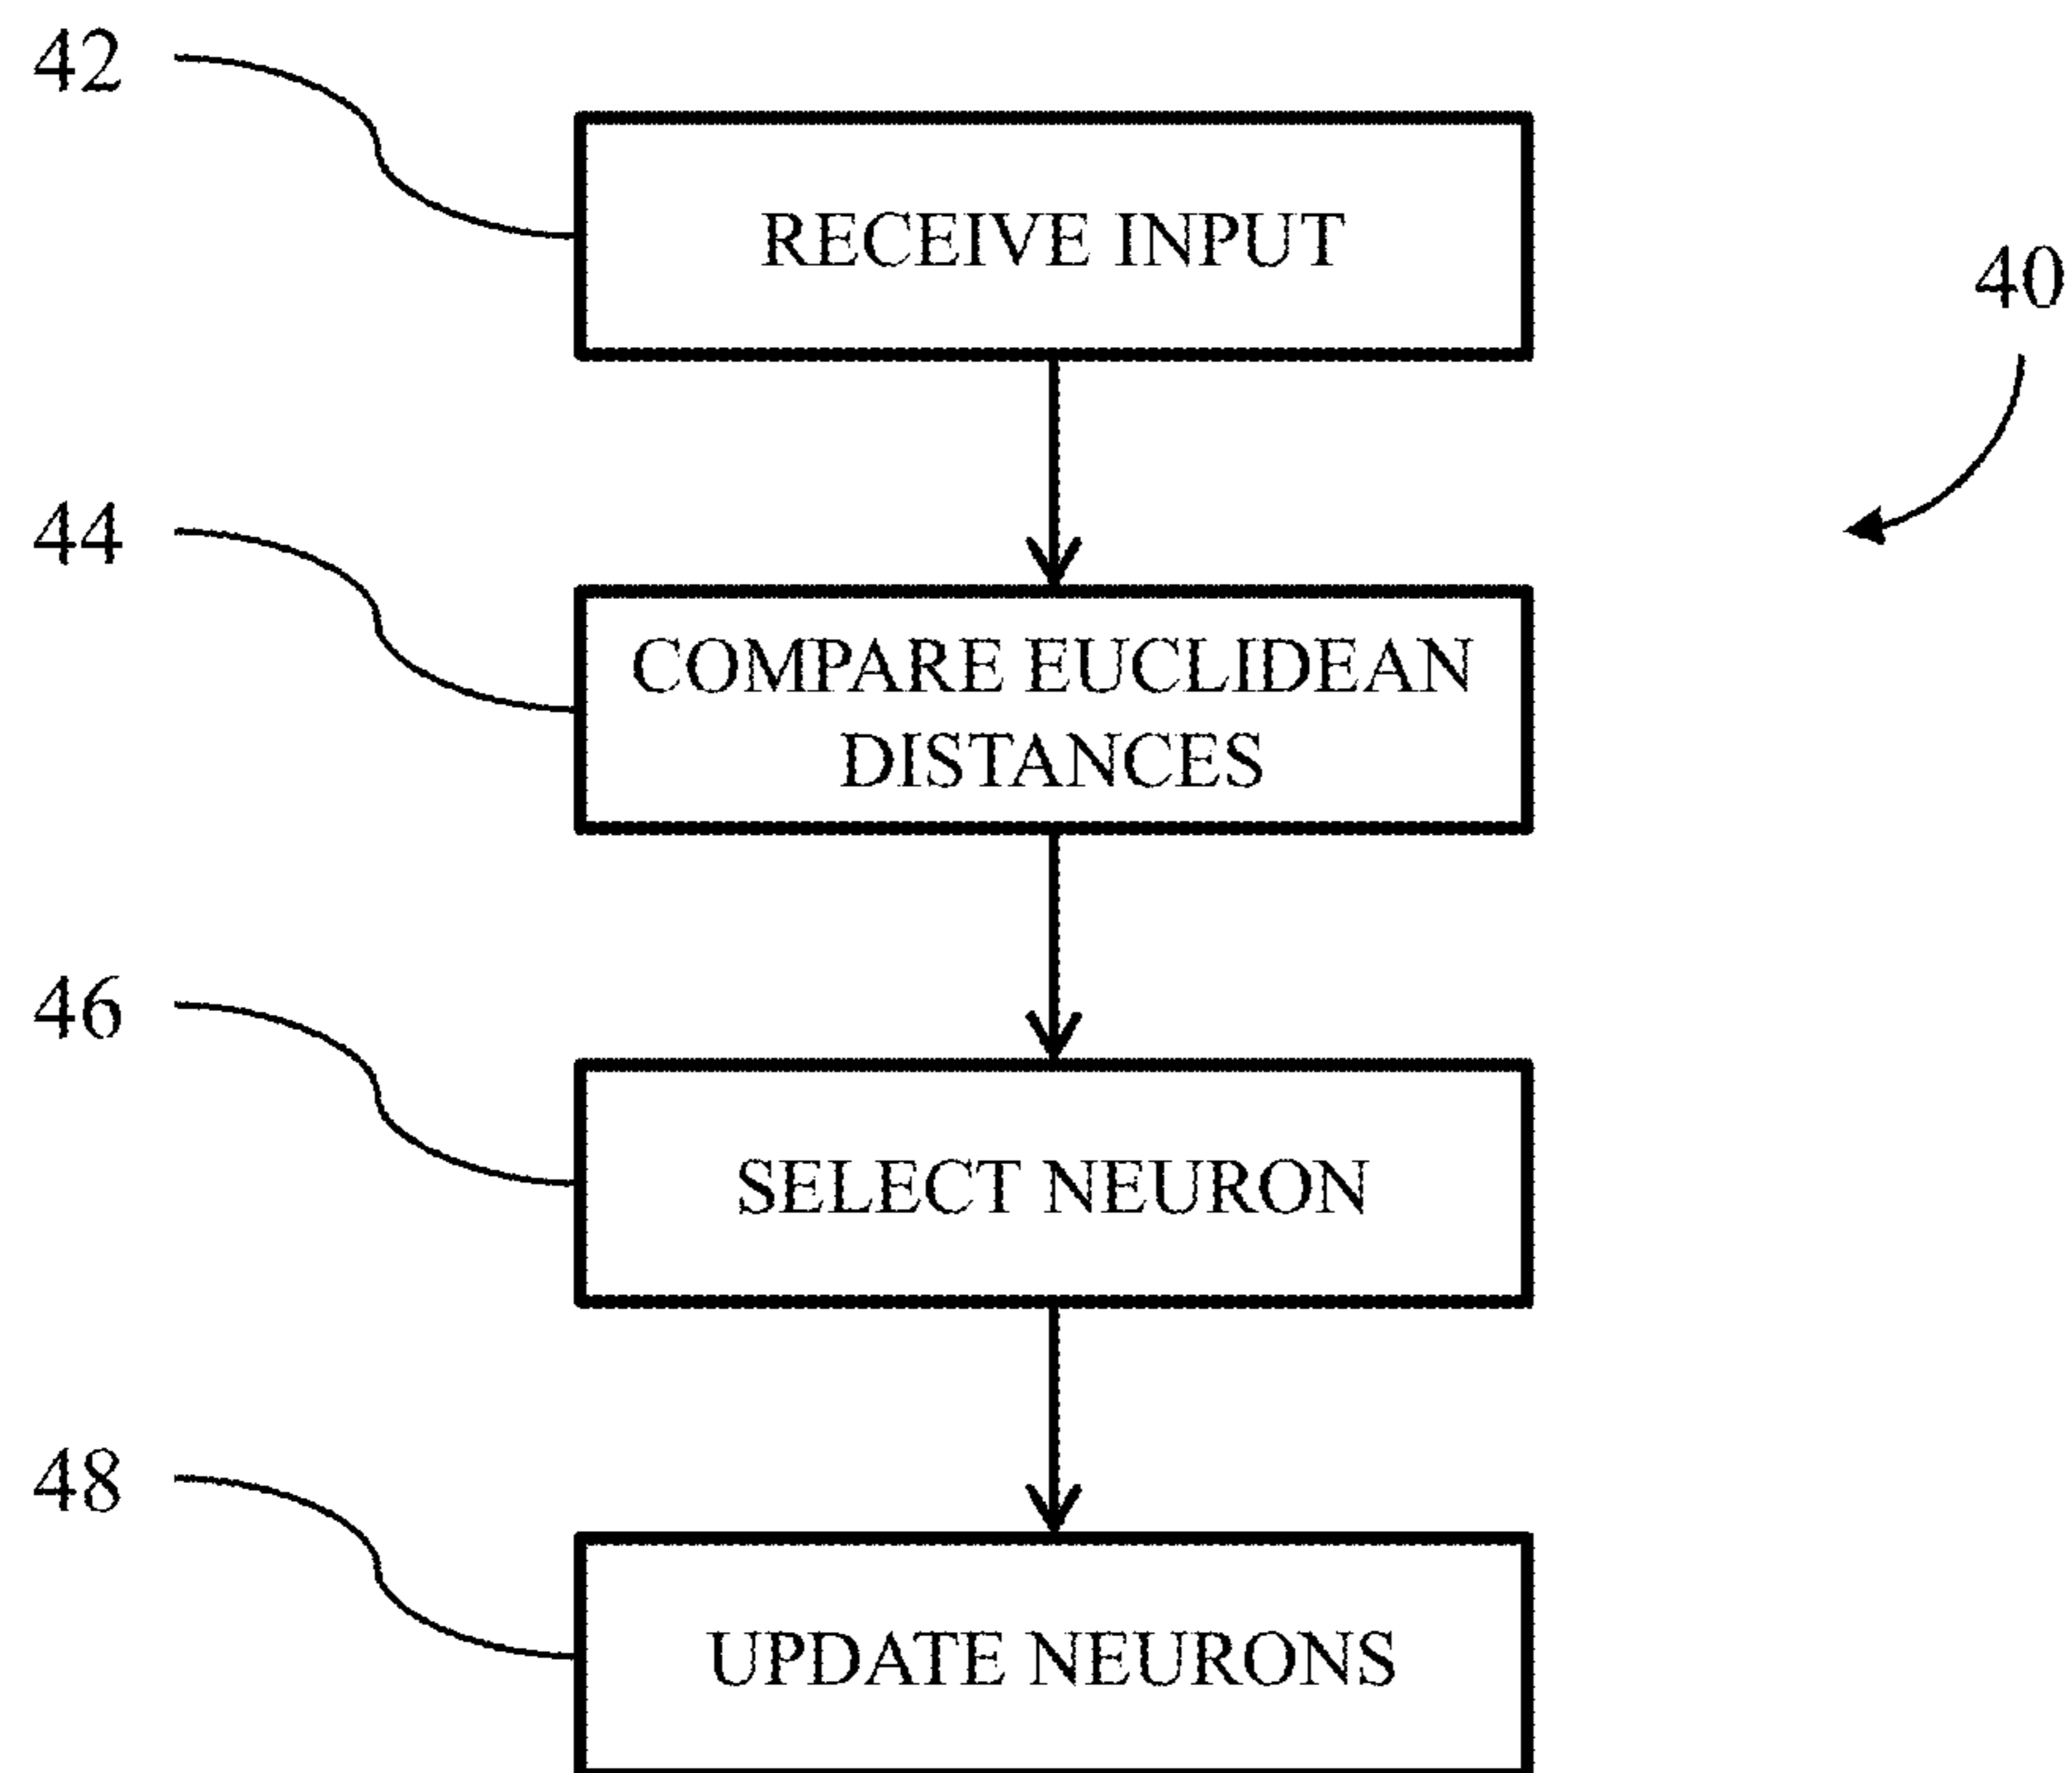 42
RECEIVE INPUT
40
44
COMPARE EUCLIDEAN
DISTANCES
46
SELECT NEURON
48
UPDATE NEURONS